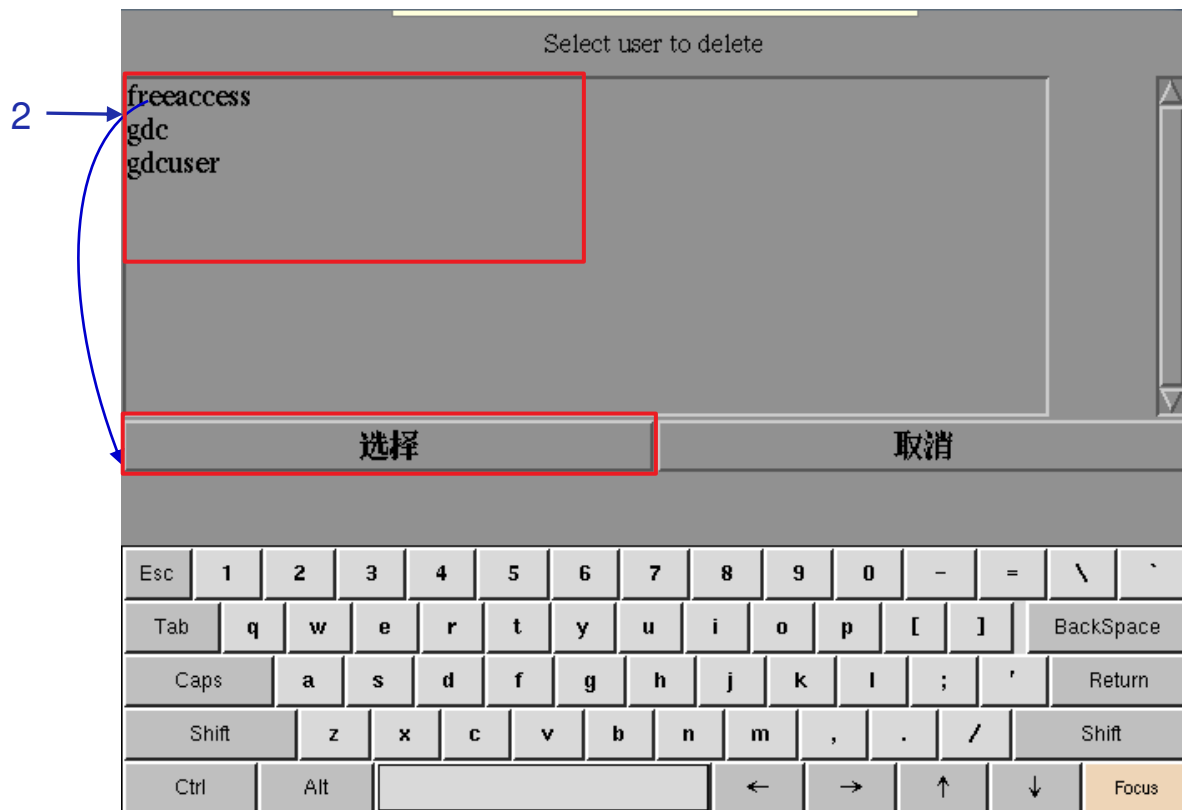 Select user to delete
2
freeaccess
gdc
gdcuser
选择 取消
Esc 1 2 3 4 5 6 7 8 9 0 - = \ `
Tab q w e r t y u i o p [ ] BackSpace
Caps a s d f g h j k l ; ' Return
Shift z x c v b n m , . / Shift
Ctrl Alt ← → ↑ ↓ Focus